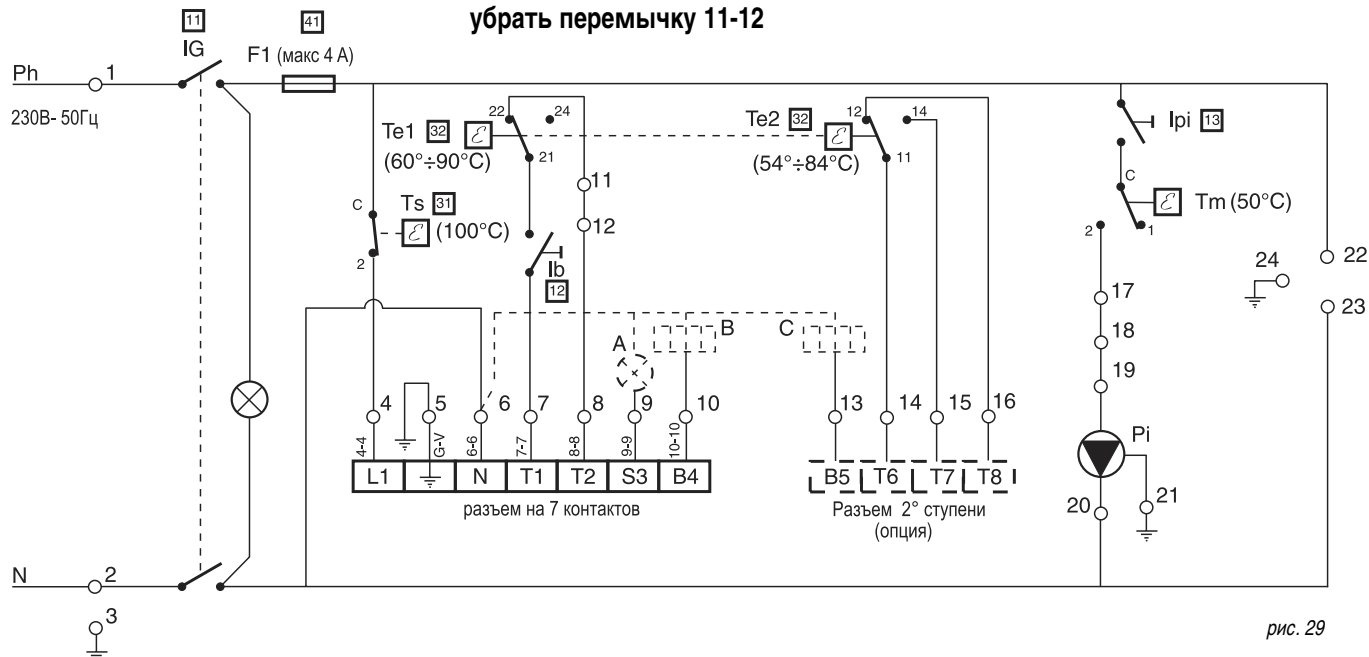 убрать перемычку 11-12
11
IG
41
F1 (макс 4 A)
Ph
1
230В- 50Гц
22
24
Te1 32
(60°÷90°C)
21
11
12
Te2 32
(54°÷84°C)
12
14
11
Ipi 13
C
Tm (50°C)
2
1
C
Ts 31
(100°C)
2
Ib
12
24
22
23
17
18
19
A
B
C
4
5
6
7
8
9
10
13
14
15
16
4-4
G-V
6-6
7-7
8-8
9-9
10-10
L1
N
T1
T2
S3
B4
B5
T6
T7
T8
разъем на 7 контактов
Разъем 2° ступени
(опция)
Pi
20
21
N
2
3
рис. 29